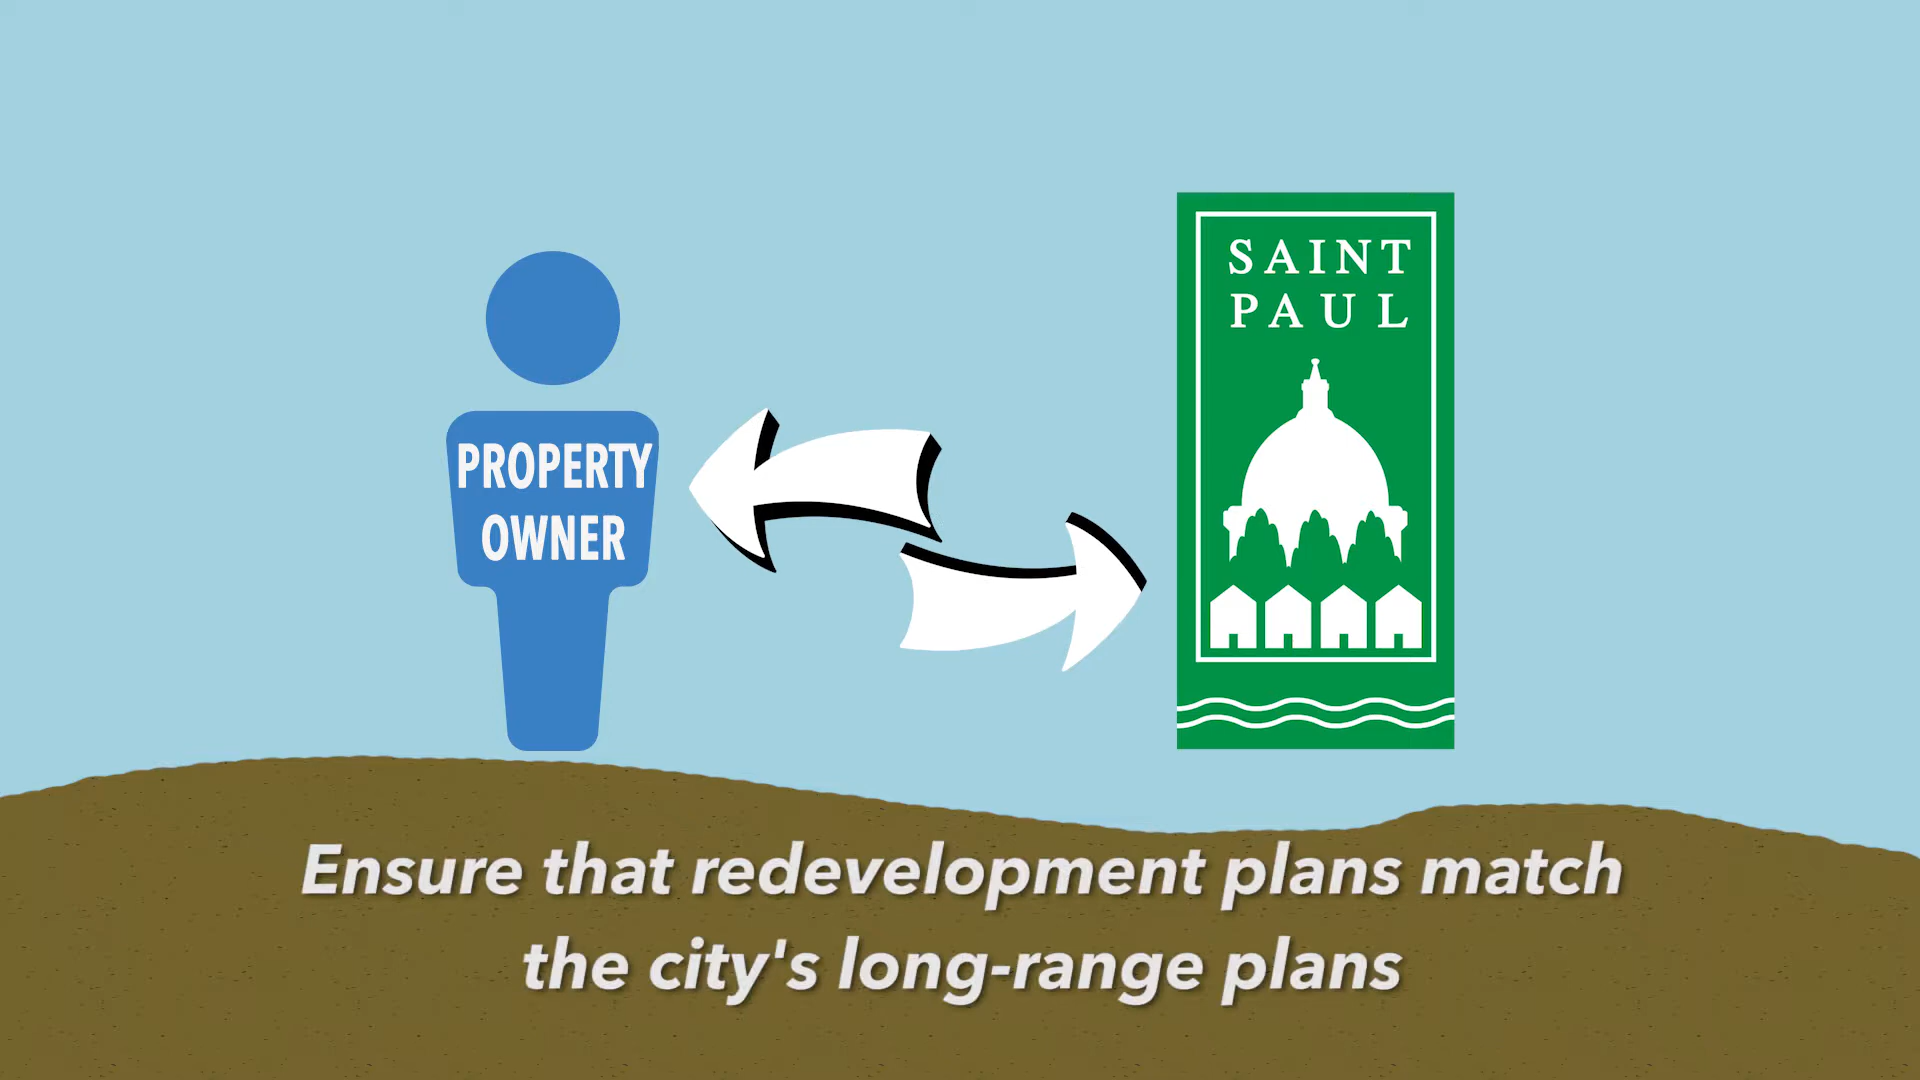 SAINT
PAUL
PROPERTY
OWNER
Ensure that redevelopment plans match
the city's long-range plans